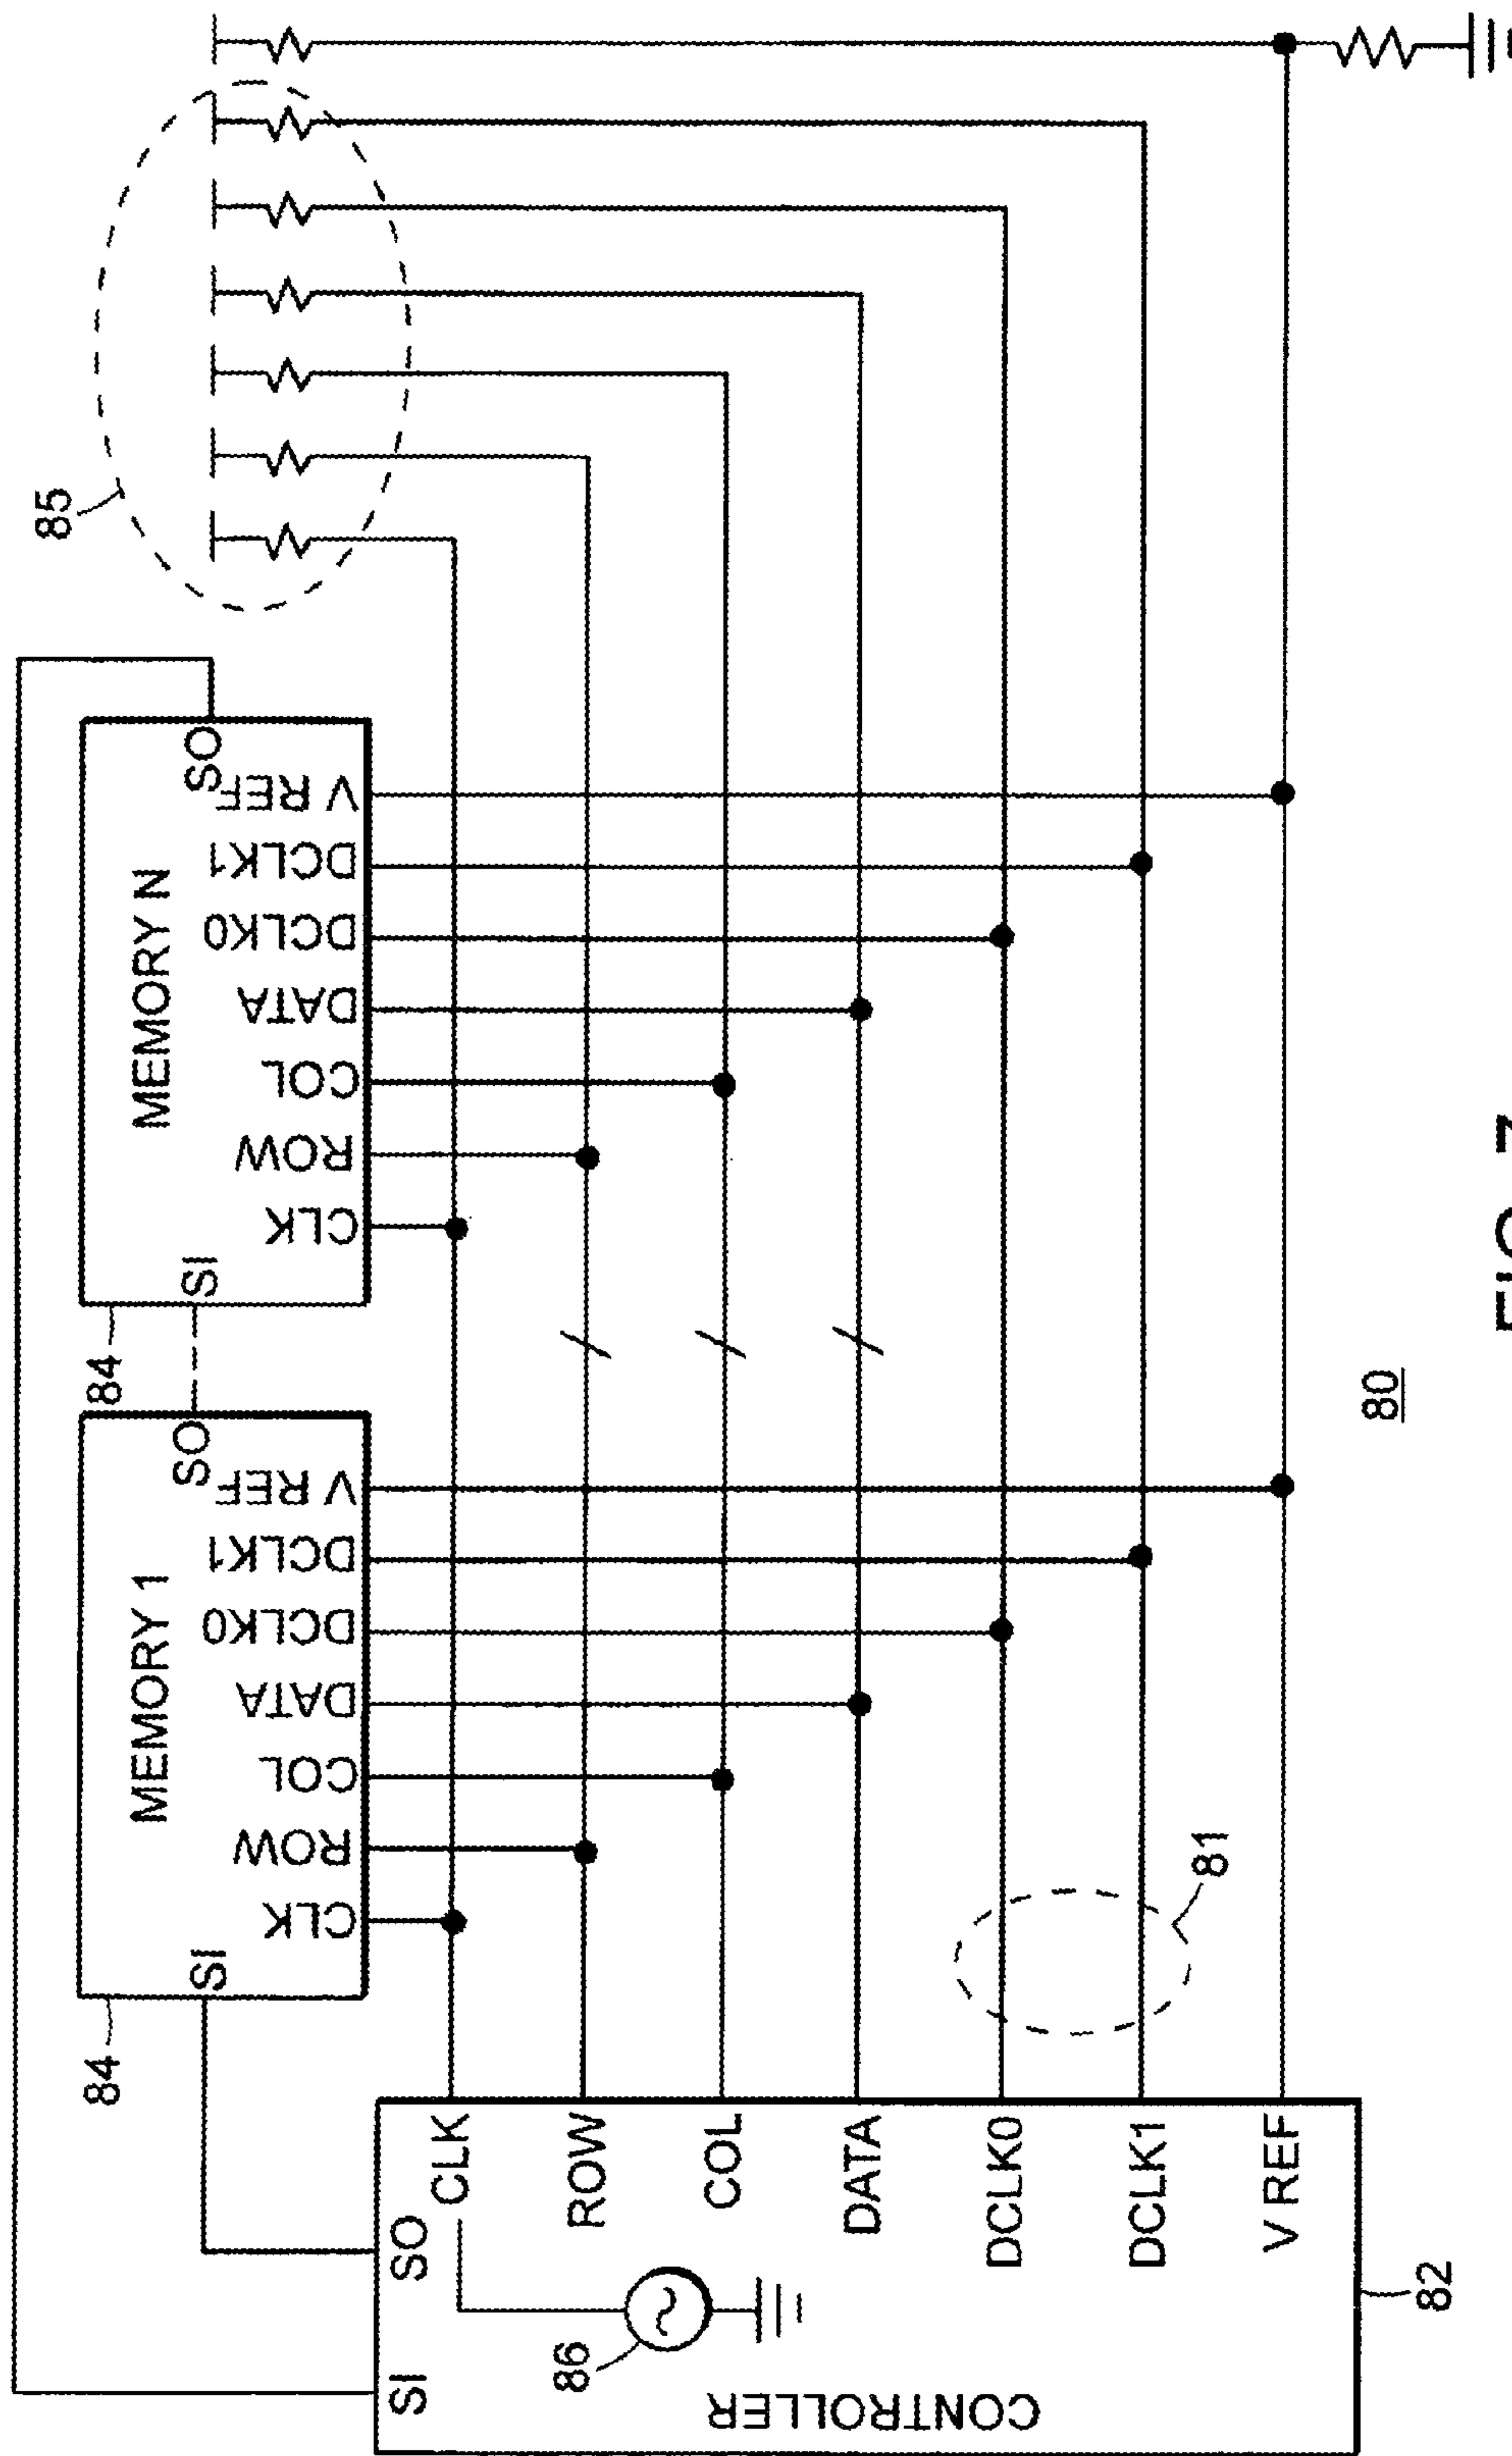 85
84
MEMORY 1
SI
SO
CLK
ROW
COL
DATA
DCLK0
DCLK1
V REF
84
MEMORY N
SI
SO
CLK
ROW
COL
DATA
DCLK0
DCLK1
V REF
SI
SO
CLK
ROW
COL
DATA
DCLK0
DCLK1
V REF
CONTROLLER
86
81
82
80